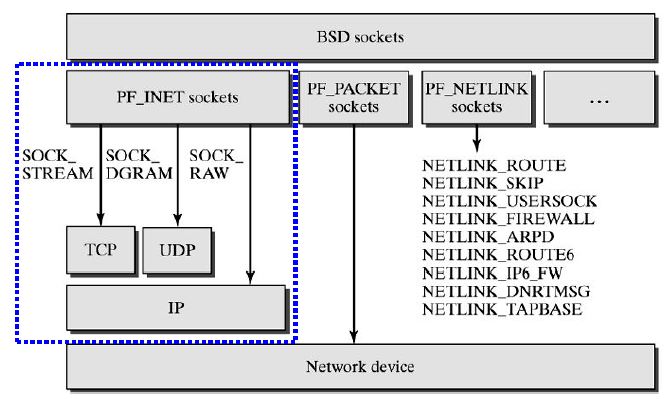 BSD sockets
PF_INET sockets
PF_PACKET
sockets
PF_NETLINK
sockets
...
SOCK_
STREAM
SOCK_
DGRAM
SOCK_
RAW
NETLINK_ROUTE
NETLINK_SKIP
NETLINK_USERSOCK
NETLINK_FIREWALL
NETLINK_ARPD
NETLINK_ROUTE6
NETLINK_IP6_FW
NETLINK_DNRTMSG
NETLINK_TAPBASE
TCP
UDP
IP
Network device